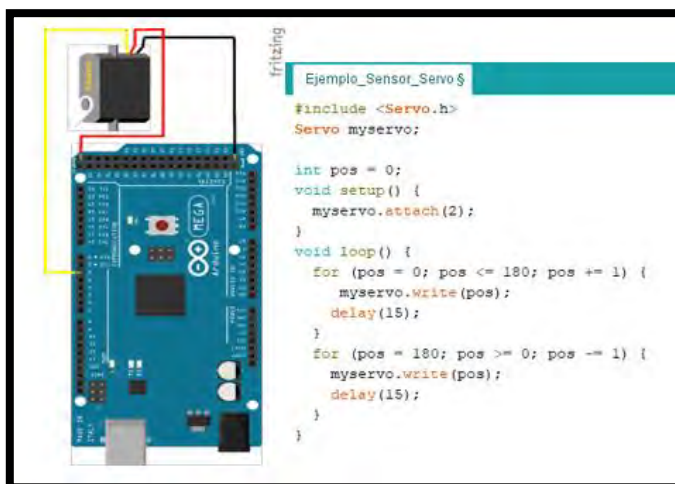 fritzing
Ejemplo_Sensor_Servo §
#include <Servo.h>
Servo myservo;
int pos = 0;
void setup() {
myservo.attach(2);
}
void loop() {
for (pos = 0; pos <= 180; pos += 1) {
myservo.write(pos);
delay(15);
}
for (pos = 180; pos >= 0; pos -= 1) {
myservo.write(pos);
delay(15);
}
}
MEGA
Arduino